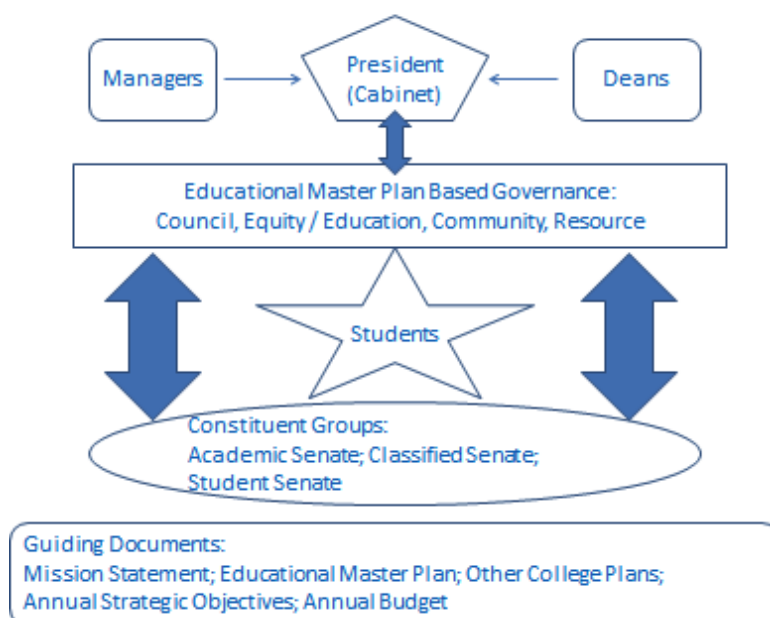 Managers
President
(Cabinet)
Deans
Educational Master Plan Based Governance:
Council, Equity / Education, Community, Resource
Students
Constituent Groups:
Academic Senate; Classified Senate;
Student Senate
Guiding Documents:
Mission Statement; Educational Master Plan; Other College Plans;
Annual Strategic Objectives; Annual Budget